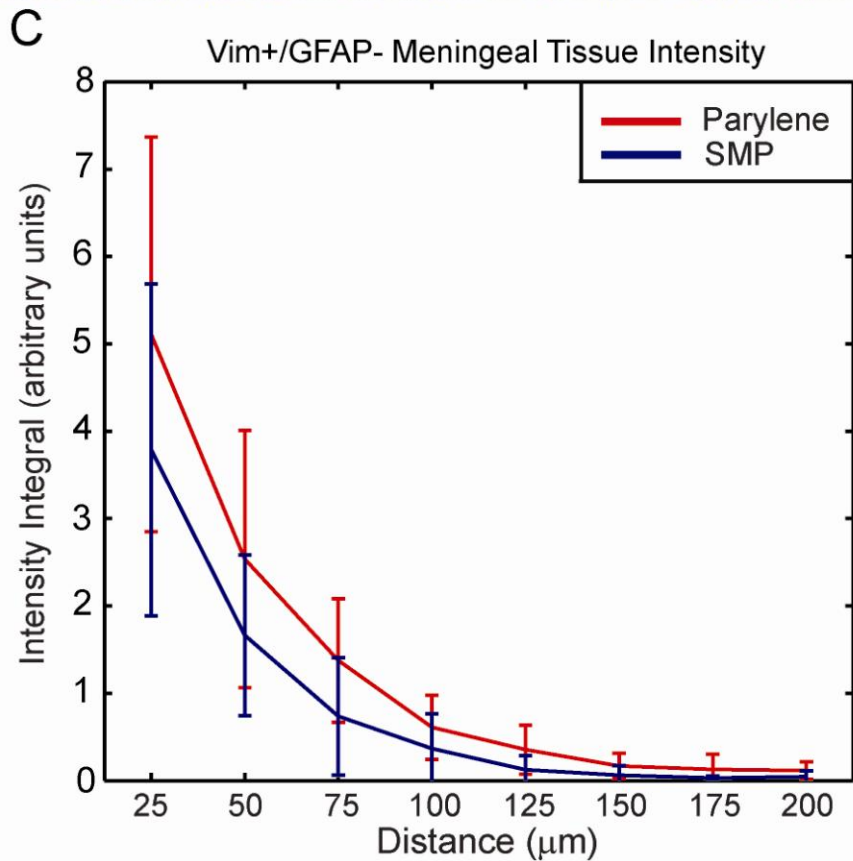 C
Vim+/GFAP- Meningeal Tissue Intensity
Parylene
SMP
Intensity Integral (arbitrary units)
8
7
6
5
4
3
2
1
0
25 50 75 100 125 150 175 200
Distance (μm)